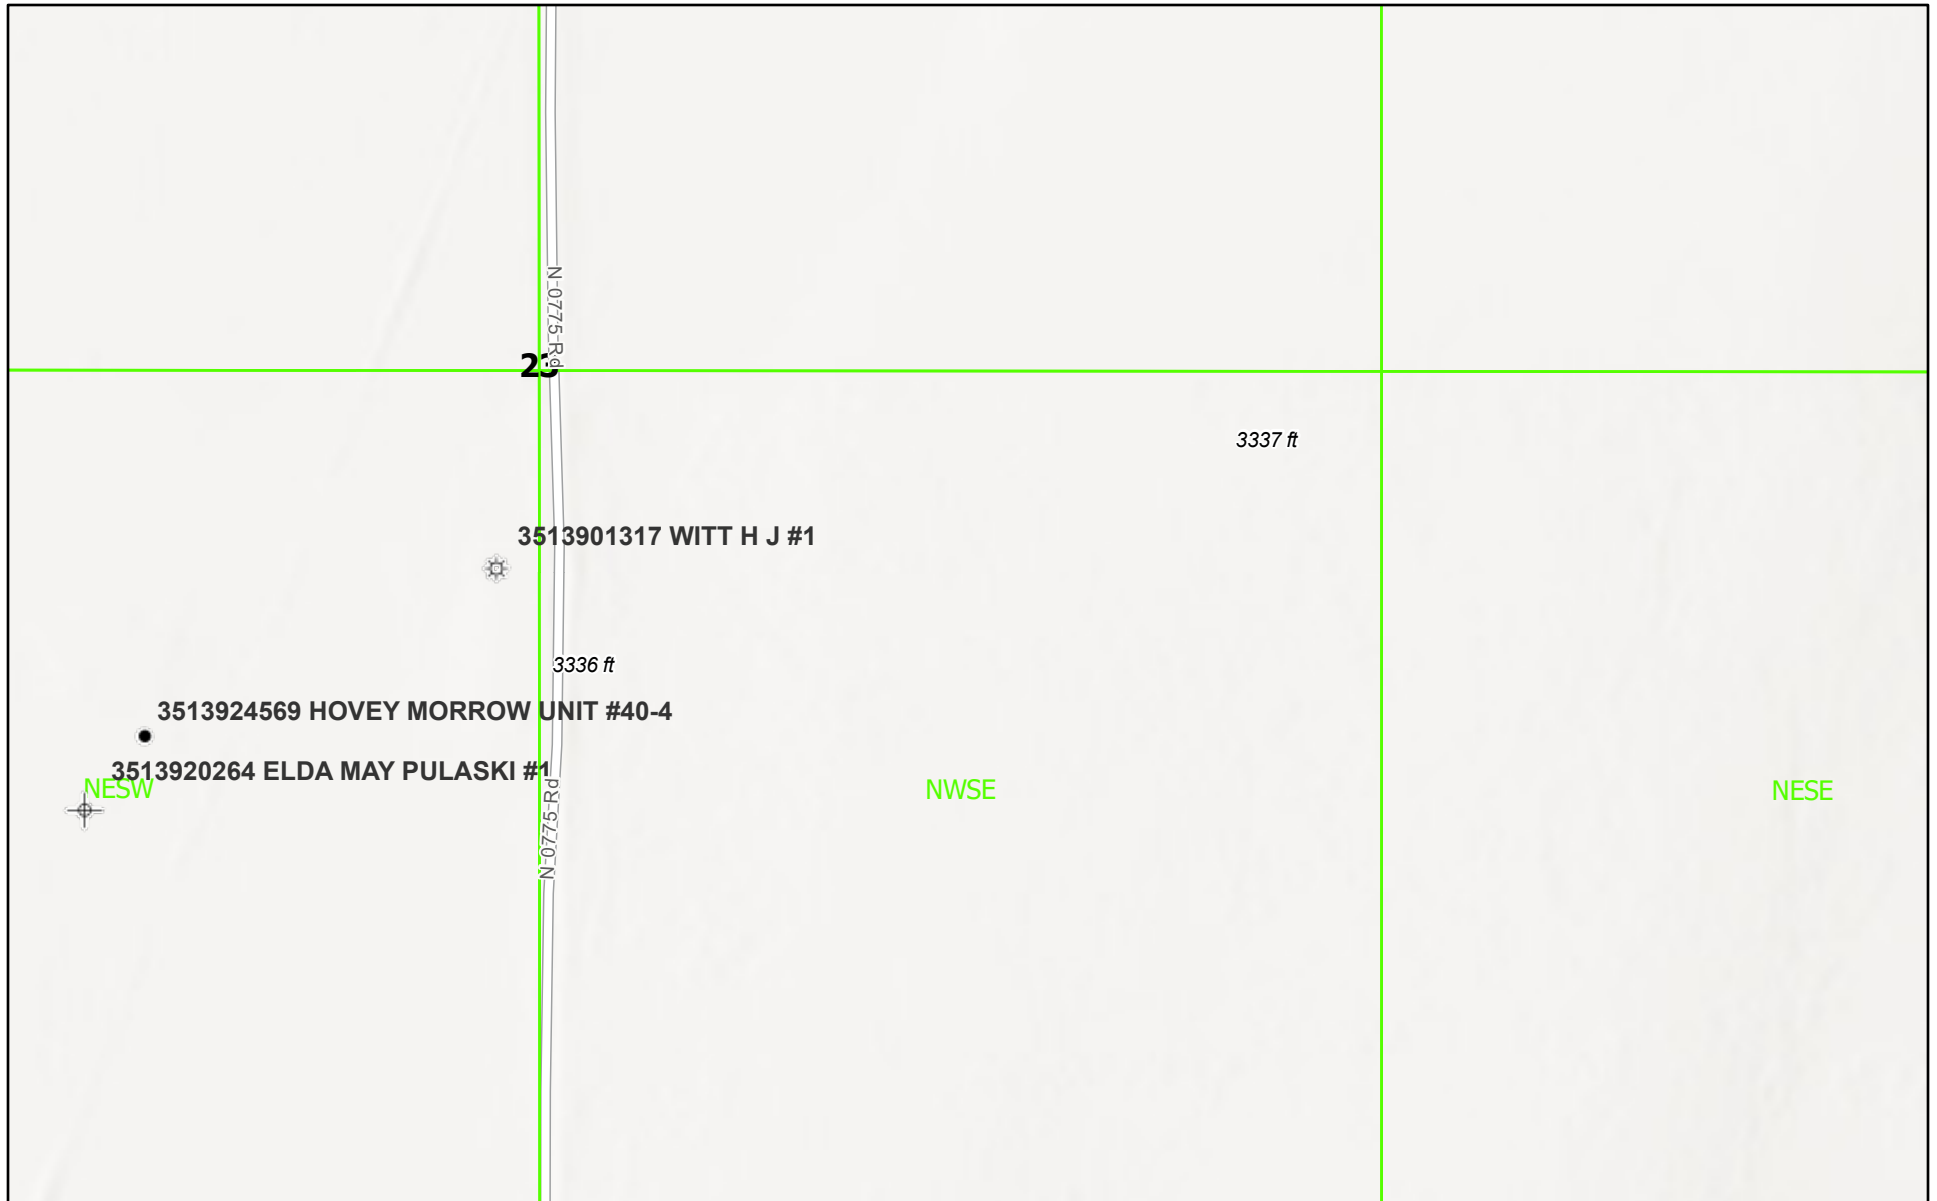 N 0775 Rd
23
3337 ft
3513901317 WITT H J #1
3336 ft
3513924569 HOVEY MORROW UNIT #40-4
3513920264 ELDA MAY PULASKI #1
NESW
NWSE
NESE
N 0775 Rd